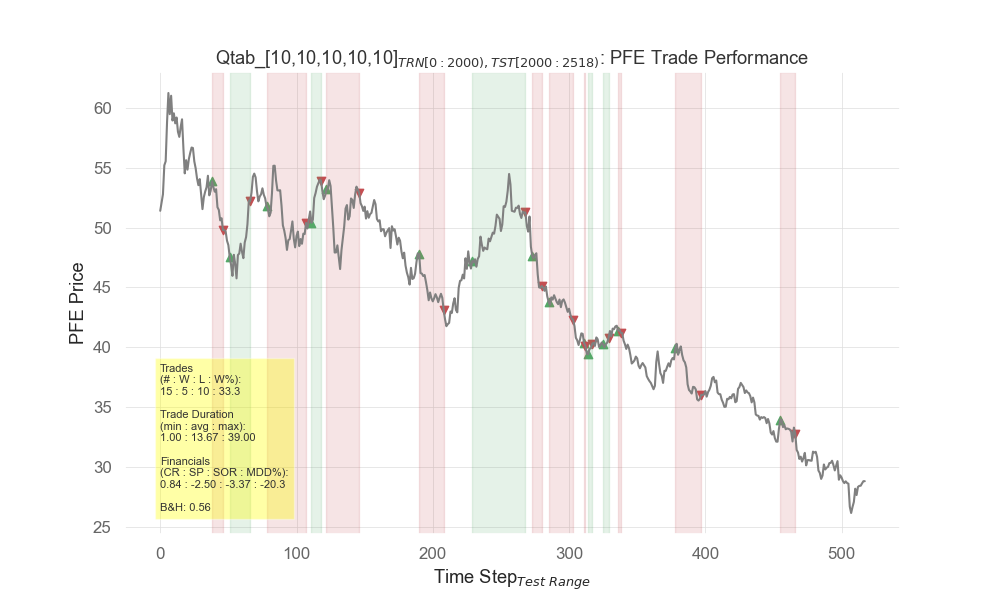 Qtab_[10,10,10,10,10]TRN[0 : 2000), TST[2000 : 2518): PFE Trade Performance
60
55
50
45
40
35
30
25
PFE Price
Trades
(# : W : L : W%):
15 : 5 : 10 : 33.3
Trade Duration
(min : avg : max):
1.00 : 13.67 : 39.00
Financials
(CR : SP : SOR : MDD%):
0.84 : -2.50 : -3.37 : -20.3
B&H: 0.56
0 100 200 300 400 500
Time StepTest Range